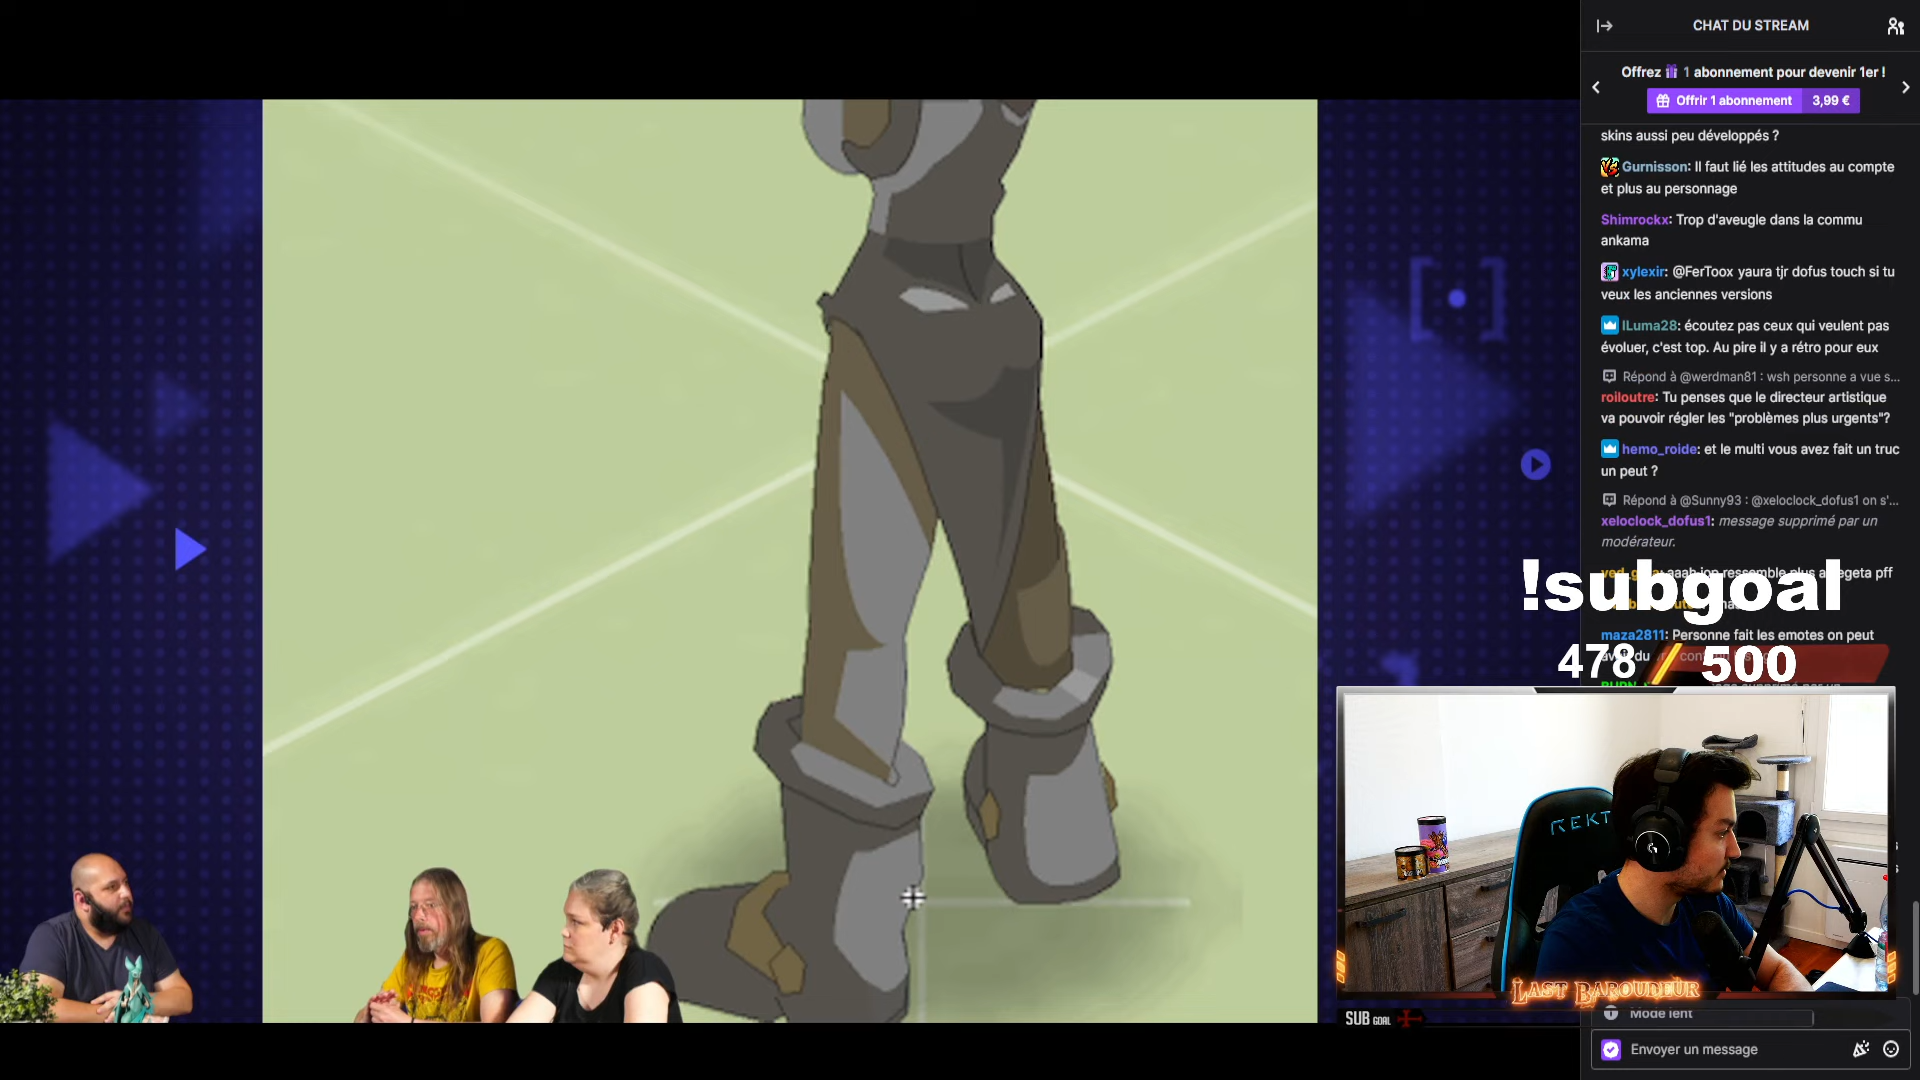 CHAT DU STREAM
Offrez 1 abonnement pour devenir 1er !
Offrir 1 abonnement 3,99 €
skins aussi peu développés ?
Gurnisson: Il faut lié les attitudes au compte
et plus au personnage
Shimrockx: Trop d'aveugle dans la commu
ankama
xylexir: @FerToox yaura tjr dofus touch si tu
veux les anciennes versions
ILuma28: écoutez pas ceux qui veulent pas
évoluer, c'est top. Au pire il y a rétro pour eux
Répond à @werdman81 : wsh personne a vue s...
roiloutre: Tu penses que le directeur artistique
va pouvoir régler les "problèmes plus urgents"?
hemo_roide: et le multi vous avez fait un truc
un peut ?
Répond à @Sunny93 : @xeloclock_dofus1 on s'...
xeloclock_dofus1: message supprimé par un
modérateur.
ressemble plus a
pff
!subgoal
maza2811: Personne fait les emotes on peut
478 / 500
REKT
LAST BAROUDEUR
SUB GOAL
Mode lent
Envoyer un message